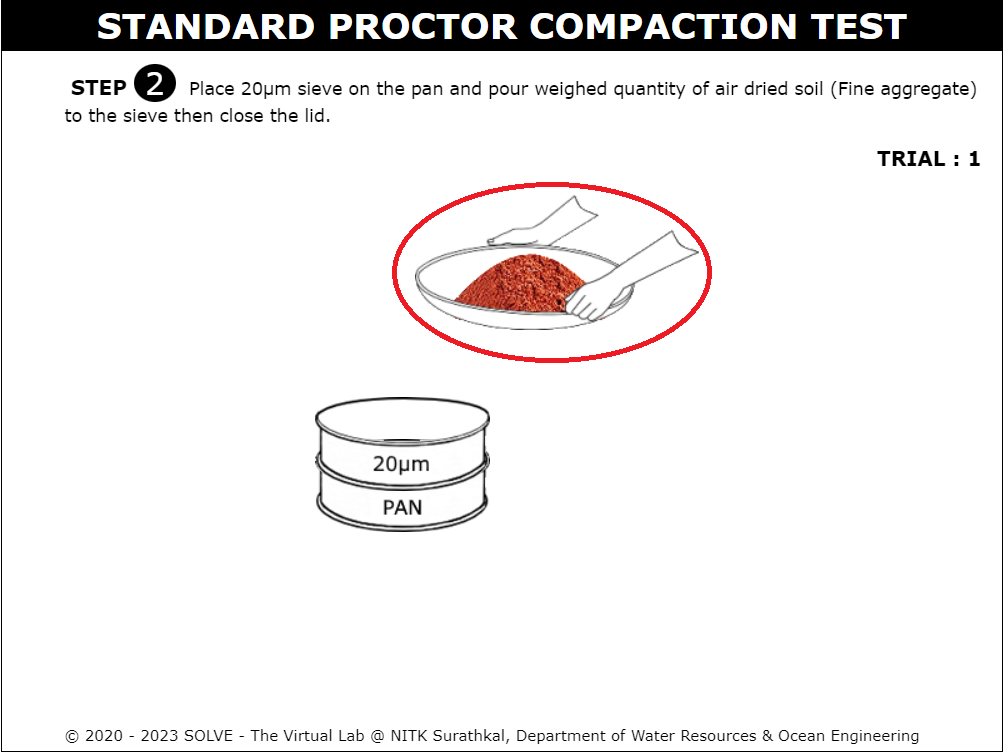 STANDARD PROCTOR COMPACTION TEST
STEP 2 Place 20µm sieve on the pan and pour weighed quantity of air dried soil (Fine aggregate)
to the sieve then close the lid.
TRIAL : 1
20µm
PAN
© 2020 - 2023 SOLVE - The Virtual Lab @ NITK Surathkal, Department of Water Resources & Ocean Engineering